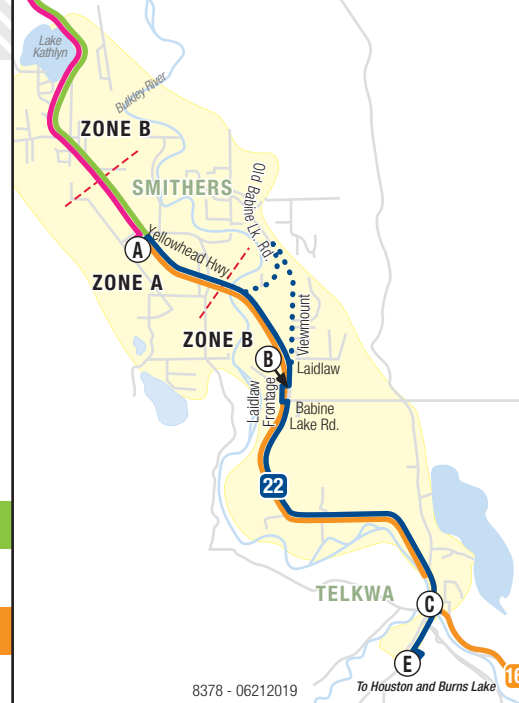 Lake
Kathlyn
Bulkley River
ZONE B
SMITHERS
Old Babine Lk. Rd.
Yellowhead Hwy.
A
ZONE A
ZONE B
Viewmount
B
Laidlaw
Laidlaw
Frontage
Babine
Lake Rd.
22
TELKWA
C
E
16
To Houston and Burns Lake
8378 - 06212019